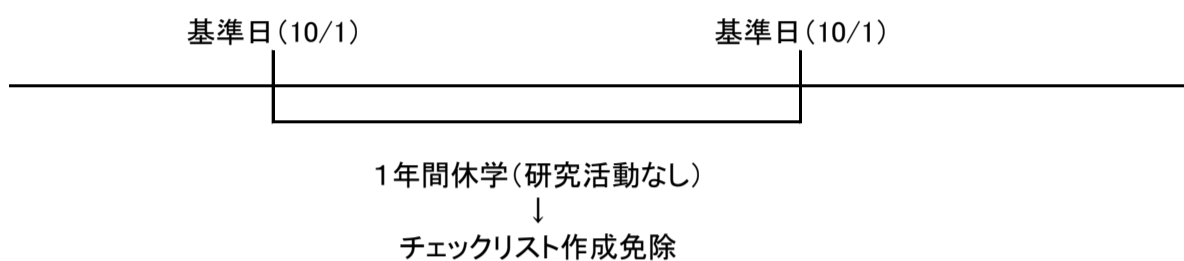 基準日(10/1) 基準日(10/1)
１年間休学(研究活動なし)
↓
チェックリスト作成免除